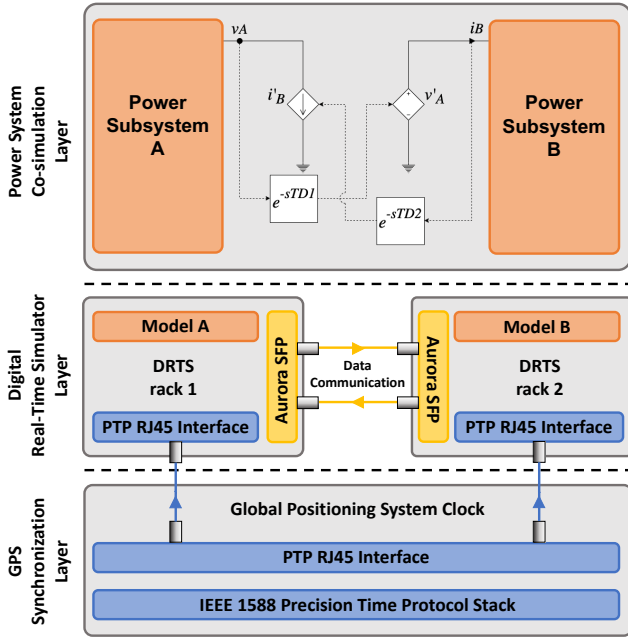 Power System
Co-simulation
Layer
vA
iB
Power
Subsystem
A
i'B
v'A
Power
Subsystem
B
e-sTD1
e-sTD2
Digital
Real-Time Simulator
Layer
Model A
DRTS
rack 1
PTP RJ45 Interface
Aurora SFP
Data
Communication
Aurora SFP
Model B
DRTS
rack 2
PTP RJ45 Interface
GPS
Synchronization
Layer
Global Positioning System Clock
PTP RJ45 Interface
IEEE 1588 Precision Time Protocol Stack